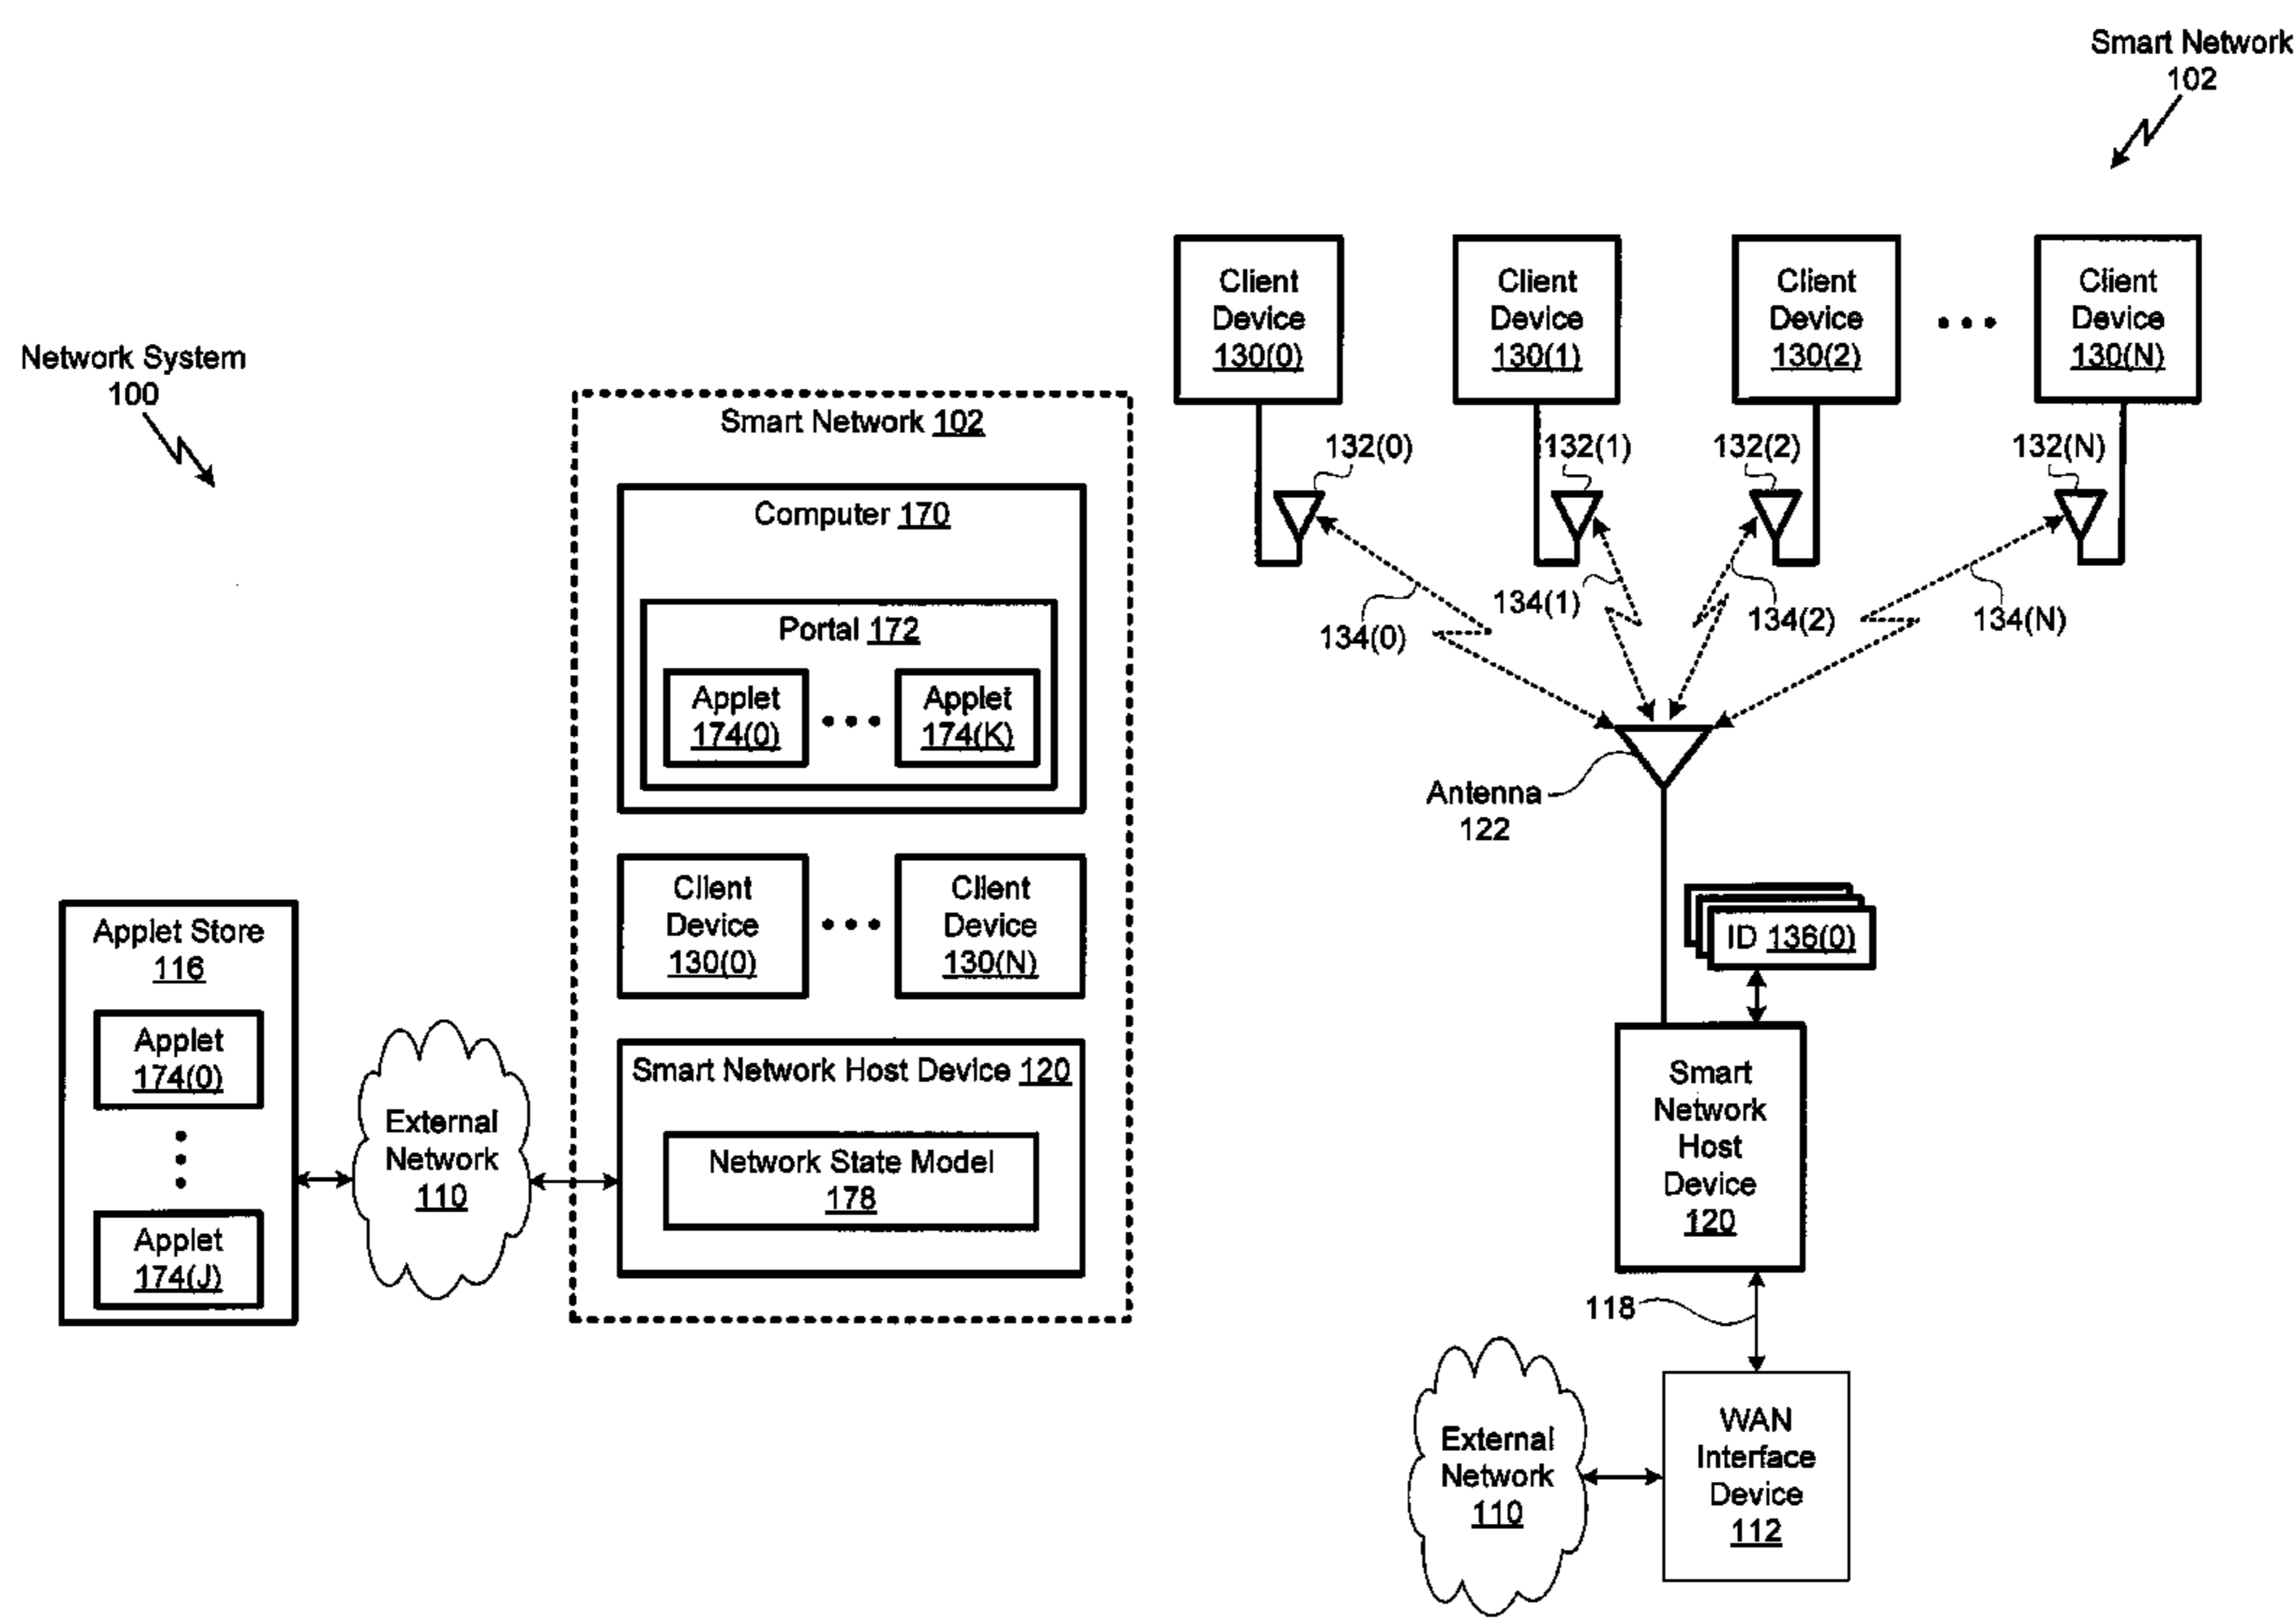 Network System
100
Smart Network 102
Computer 170
Portal 172
Applet
174(0)
Applet
174(K)
Client
Device
130(0)
Client
Device
130(N)
Smart Network Host Device 120
Network State Model
178
Applet Store
116
Applet
174(0)
Applet
174(J)
External
Network
110
Smart Network
102
Client
Device
130(0)
Client
Device
130(1)
Client
Device
130(2)
Client
Device
130(N)
132(0)
132(1)
132(2)
132(N)
134(0)
134(1)
134(2)
134(N)
Antenna
122
ID 136(0)
Smart
Network
Host
Device
120
118
External
Network
110
WAN
Interface
Device
112